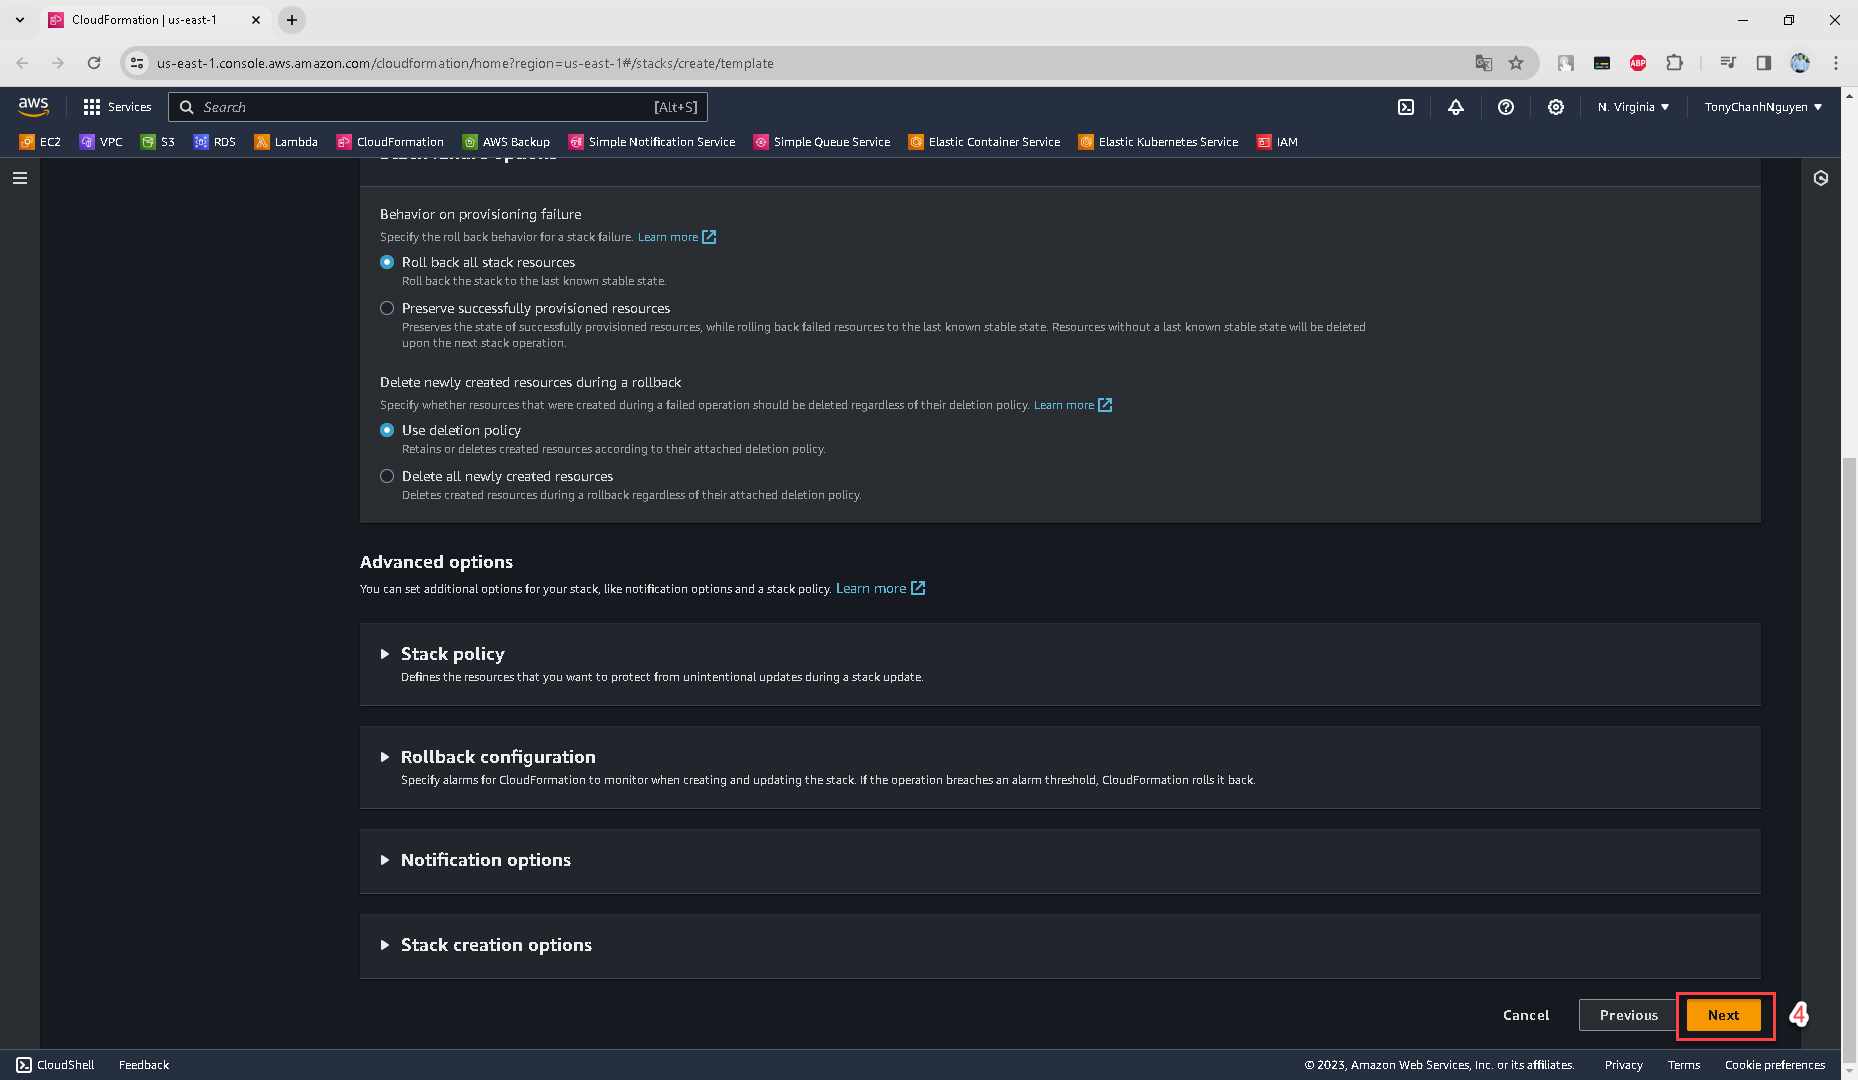 CloudFormation | us-east-1
us-east-1.console.aws.amazon.com/cloudformation/home?region=us-east-1#/stacks/create/template
ABP
aws
Services
Search
[Alt+S]
N. Virginia
TonyChanhNguyen
EC2
VPC
S3
RDS
Lambda
CloudFormation
AWS Backup
Simple Notification Service
Simple Queue Service
Elastic Container Service
Elastic Kubernetes Service
IAM
Stack failure options
Behavior on provisioning failure
Specify the roll back behavior for a stack failure. Learn more
Roll back all stack resources
Roll back the stack to the last known stable state.
Preserve successfully provisioned resources
Preserves the state of successfully provisioned resources, while rolling back failed resources to the last known stable state. Resources without a last known stable state will be deleted
upon the next stack operation.
Delete newly created resources during a rollback
Specify whether resources that were created during a failed operation should be deleted regardless of their deletion policy. Learn more
Use deletion policy
Retains or deletes created resources according to their attached deletion policy.
Delete all newly created resources
Deletes created resources during a rollback regardless of their attached deletion policy.
Advanced options
You can set additional options for your stack, like notification options and a stack policy. Learn more
Stack policy
Defines the resources that you want to protect from unintentional updates during a stack update.
Rollback configuration
Specify alarms for CloudFormation to monitor when creating and updating the stack. If the operation breaches an alarm threshold, CloudFormation rolls it back.
Notification options
Stack creation options
Cancel
Previous
Next
4
CloudShell
Feedback
© 2023, Amazon Web Services, Inc. or its affiliates.
Privacy
Terms
Cookie preferences